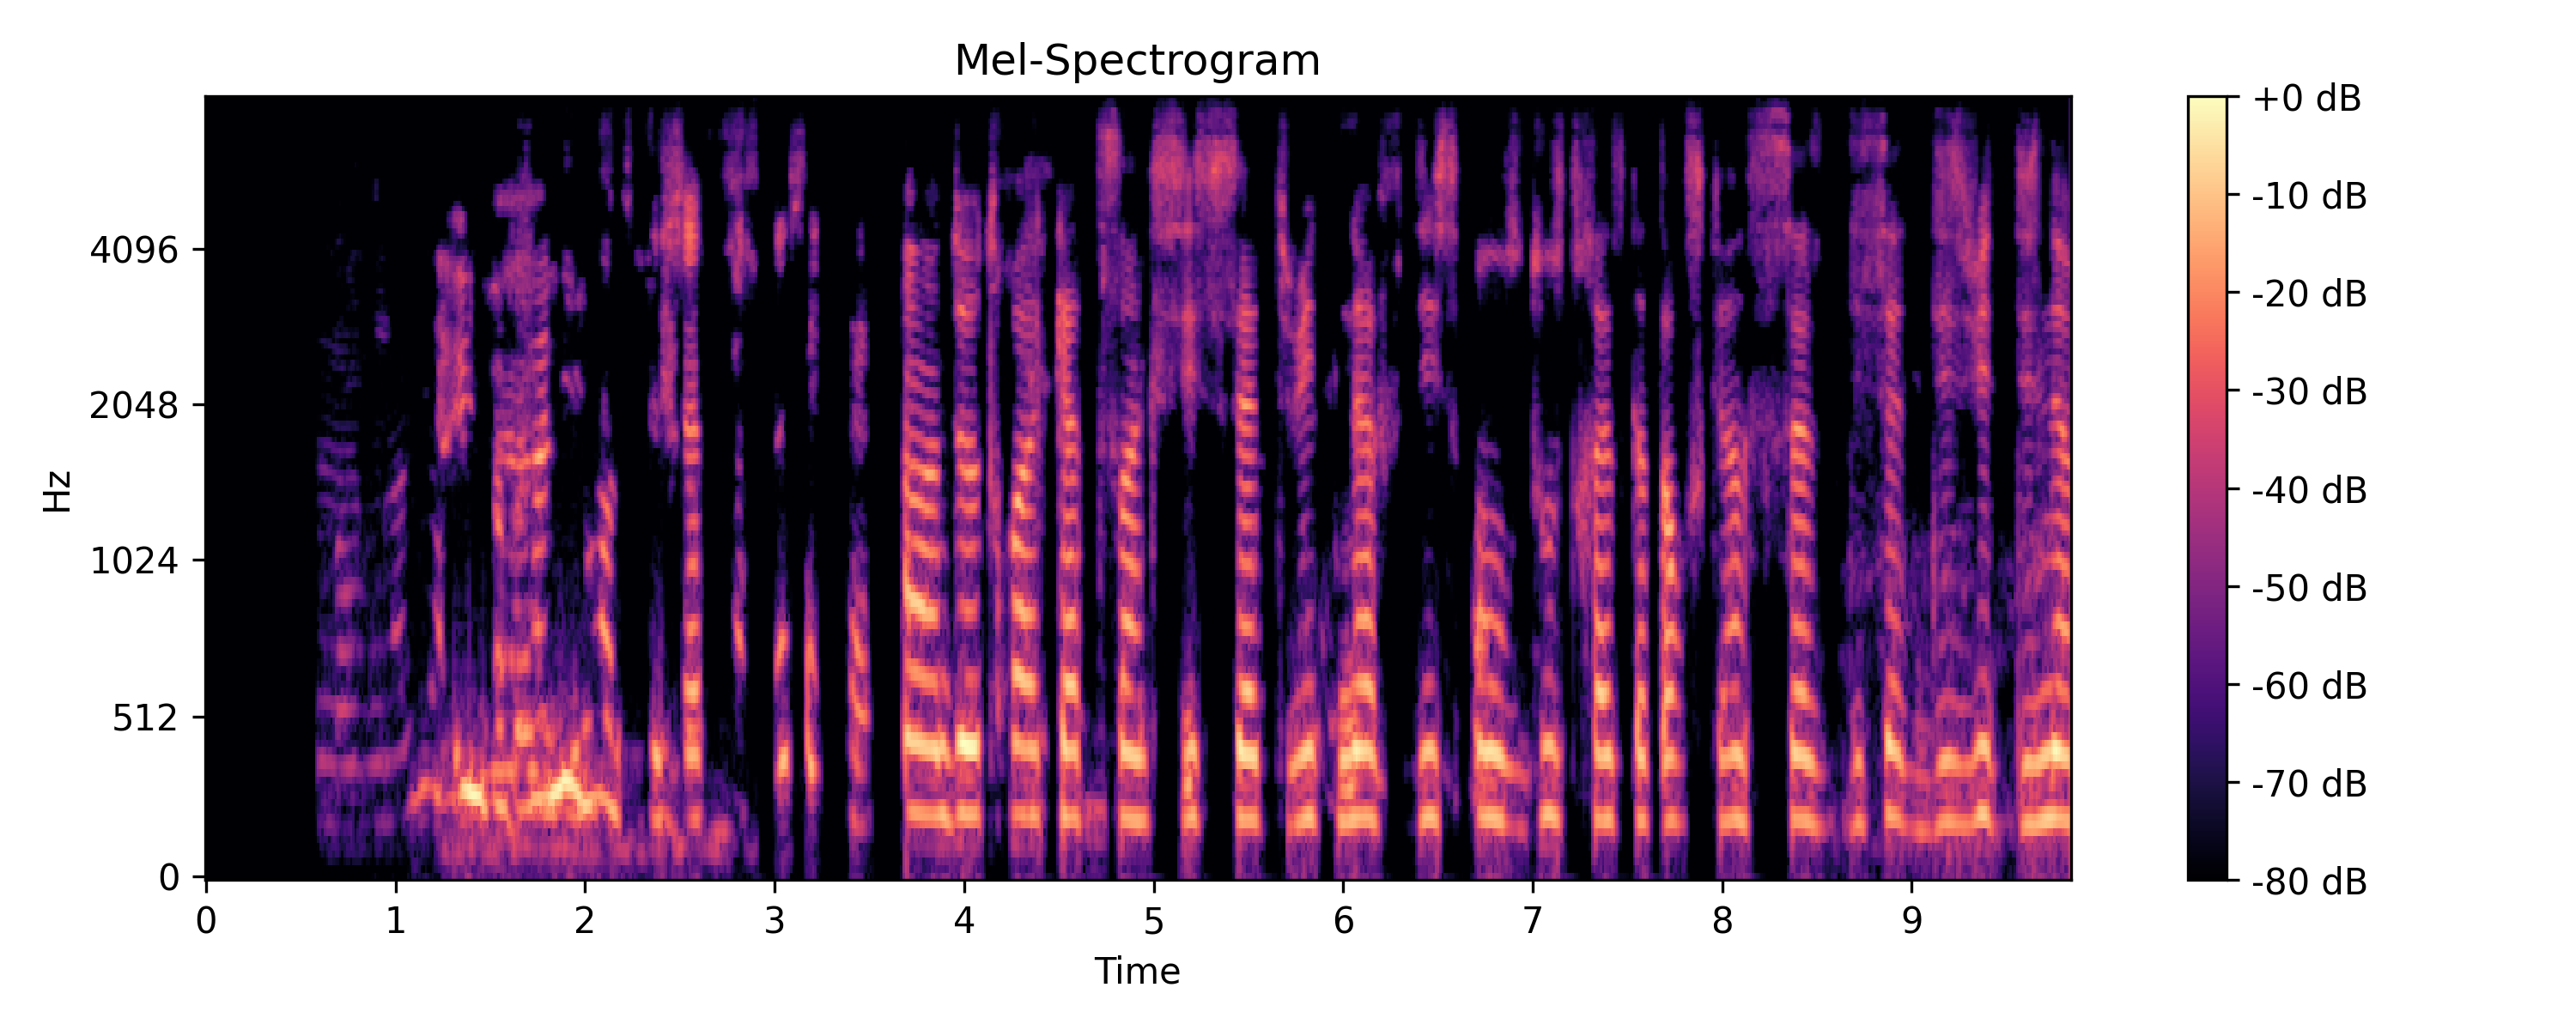 Mel-Spectrogram
+0 dB
-10 dB
-20 dB
-30 dB
-40 dB
-50 dB
-60 dB
-70 dB
-80 dB
4096
2048
1024
512
0
Hz
0 1 2 3 4 5 6 7 8 9
Time